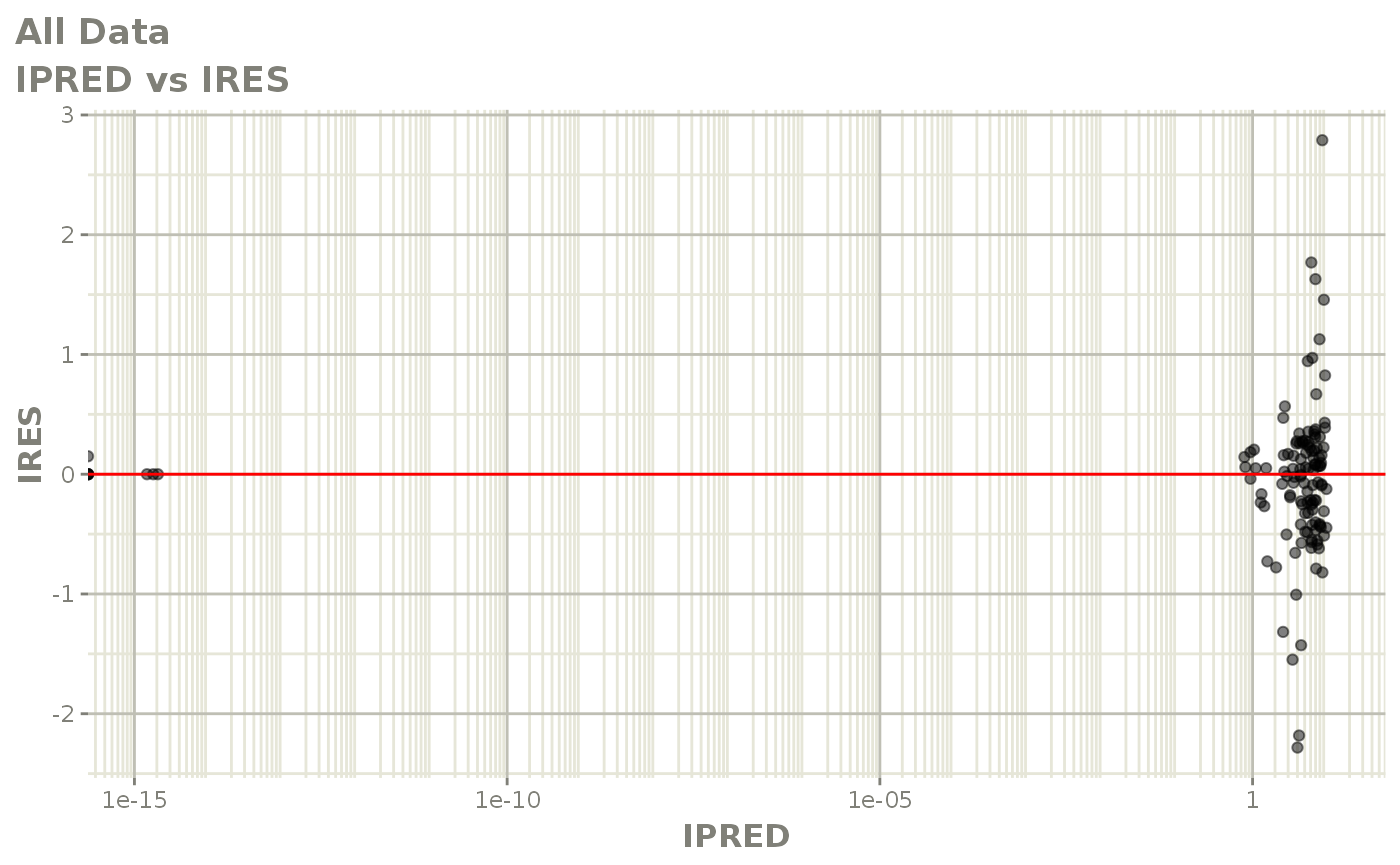 All Data
IPRED vs IRES
3
2
1
0
-1
-2
IRES
1e-15
1e-10
1e-05
1
IPRED